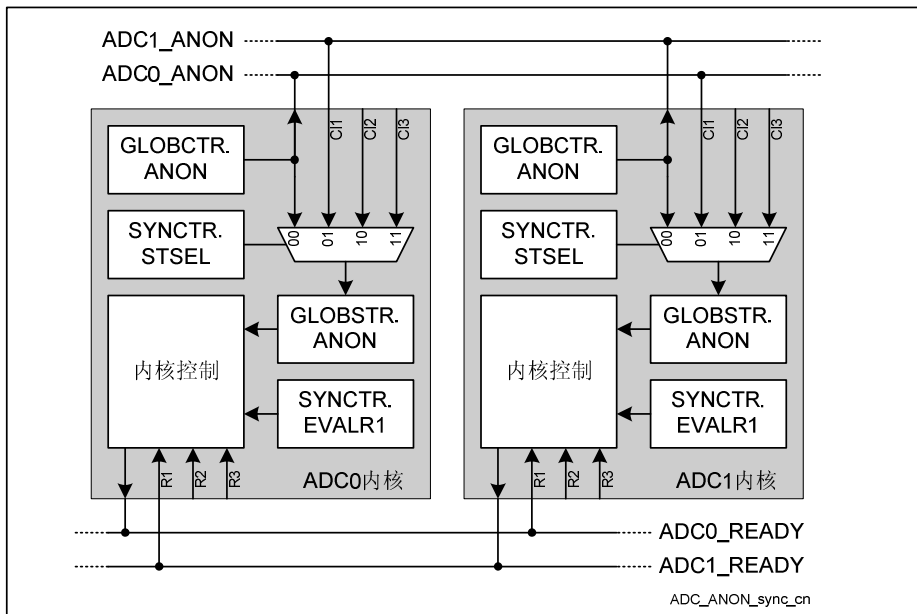 ADC1_ANON
ADC0_ANON
GLOBCTR.
ANON
CI1
CI2
CI3
SYNCTR.
STSEL
00
01
10
11
GLOBSTR.
ANON
内核控制
SYNCTR.
EVALR1
R1
R2
R3
ADC0内核
GLOBCTR.
ANON
CI1
CI2
CI3
SYNCTR.
STSEL
00
01
10
11
GLOBSTR.
ANON
内核控制
SYNCTR.
EVALR1
R1
R2
R3
ADC1内核
ADC0_READY
ADC1_READY
ADC_ANON_sync_cn